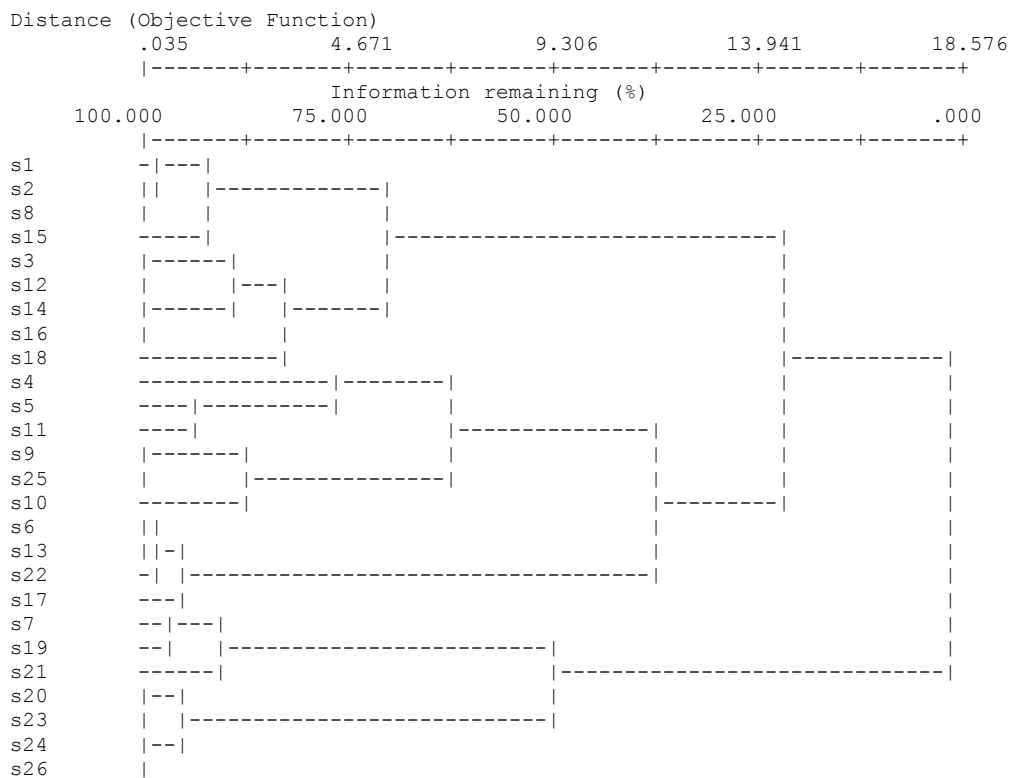 Distance (Objective Function)
.035 4.671 9.306 13.941 18.576
|-------+-------+-------+-------+-------+-------+-------+-------+
Information remaining (%)
100.000 75.000 50.000 25.000 .000
|-------+-------+-------+-------+-------+-------+-------+-------+
s1
s2
s8
s15
s3
s12
s14
s16
s18
s4
s5
s11
s9
s25
s10
s6
s13
s22
s17
s7
s19
s21
s20
s23
s24
s26